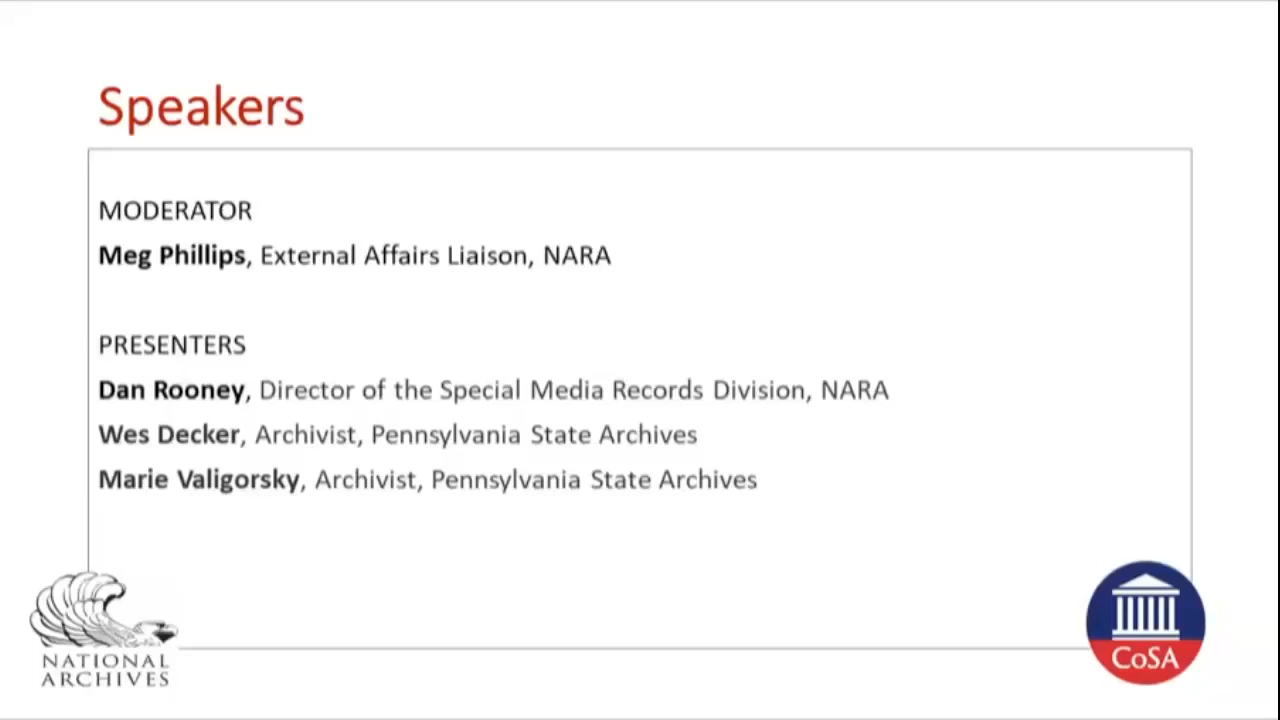 Speakers
MODERATOR
Meg Phillips, External Affairs Liaison, NARA
PRESENTERS
Dan Rooney, Director of the Special Media Records Division, NARA
Wes Decker, Archivist, Pennsylvania State Archives
Marie Valigorsky, Archivist, Pennsylvania State Archives
NATIONAL
ARCHIVES
CoSA